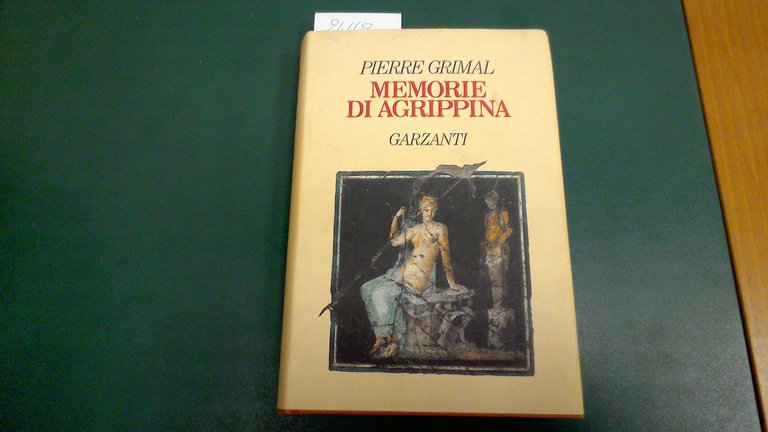 PIERRE GRIMAL
MEMORIE
DI AGRIPPINA
GARZANTI